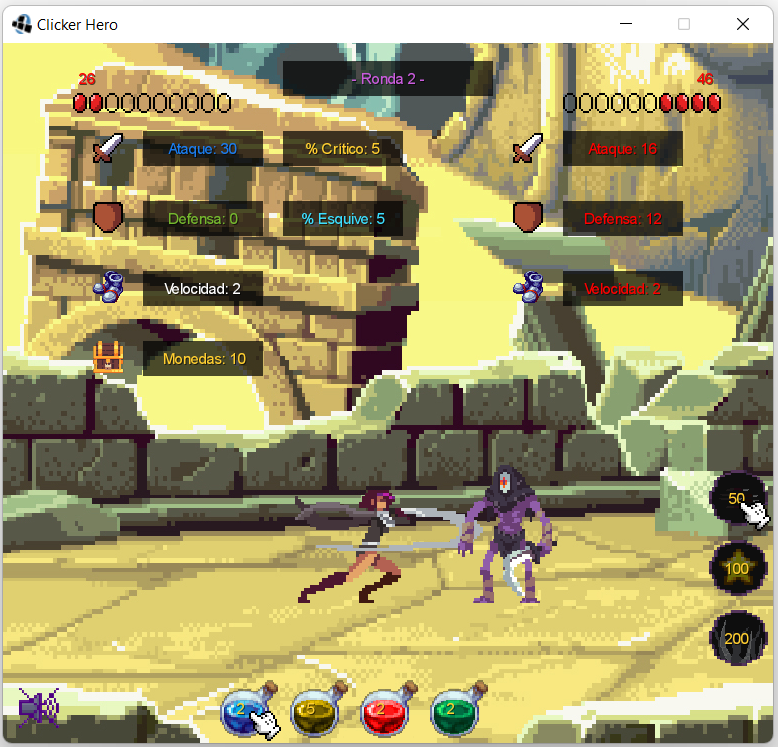 Clicker Hero
- Ronda 2 -
26
46
Ataque: 30
% Crítico: 5
Ataque: 16
Defensa: 0
% Esquive: 5
Defensa: 12
Velocidad: 2
Velocidad: 2
Monedas: 10
50
100
200
2
5
2
2